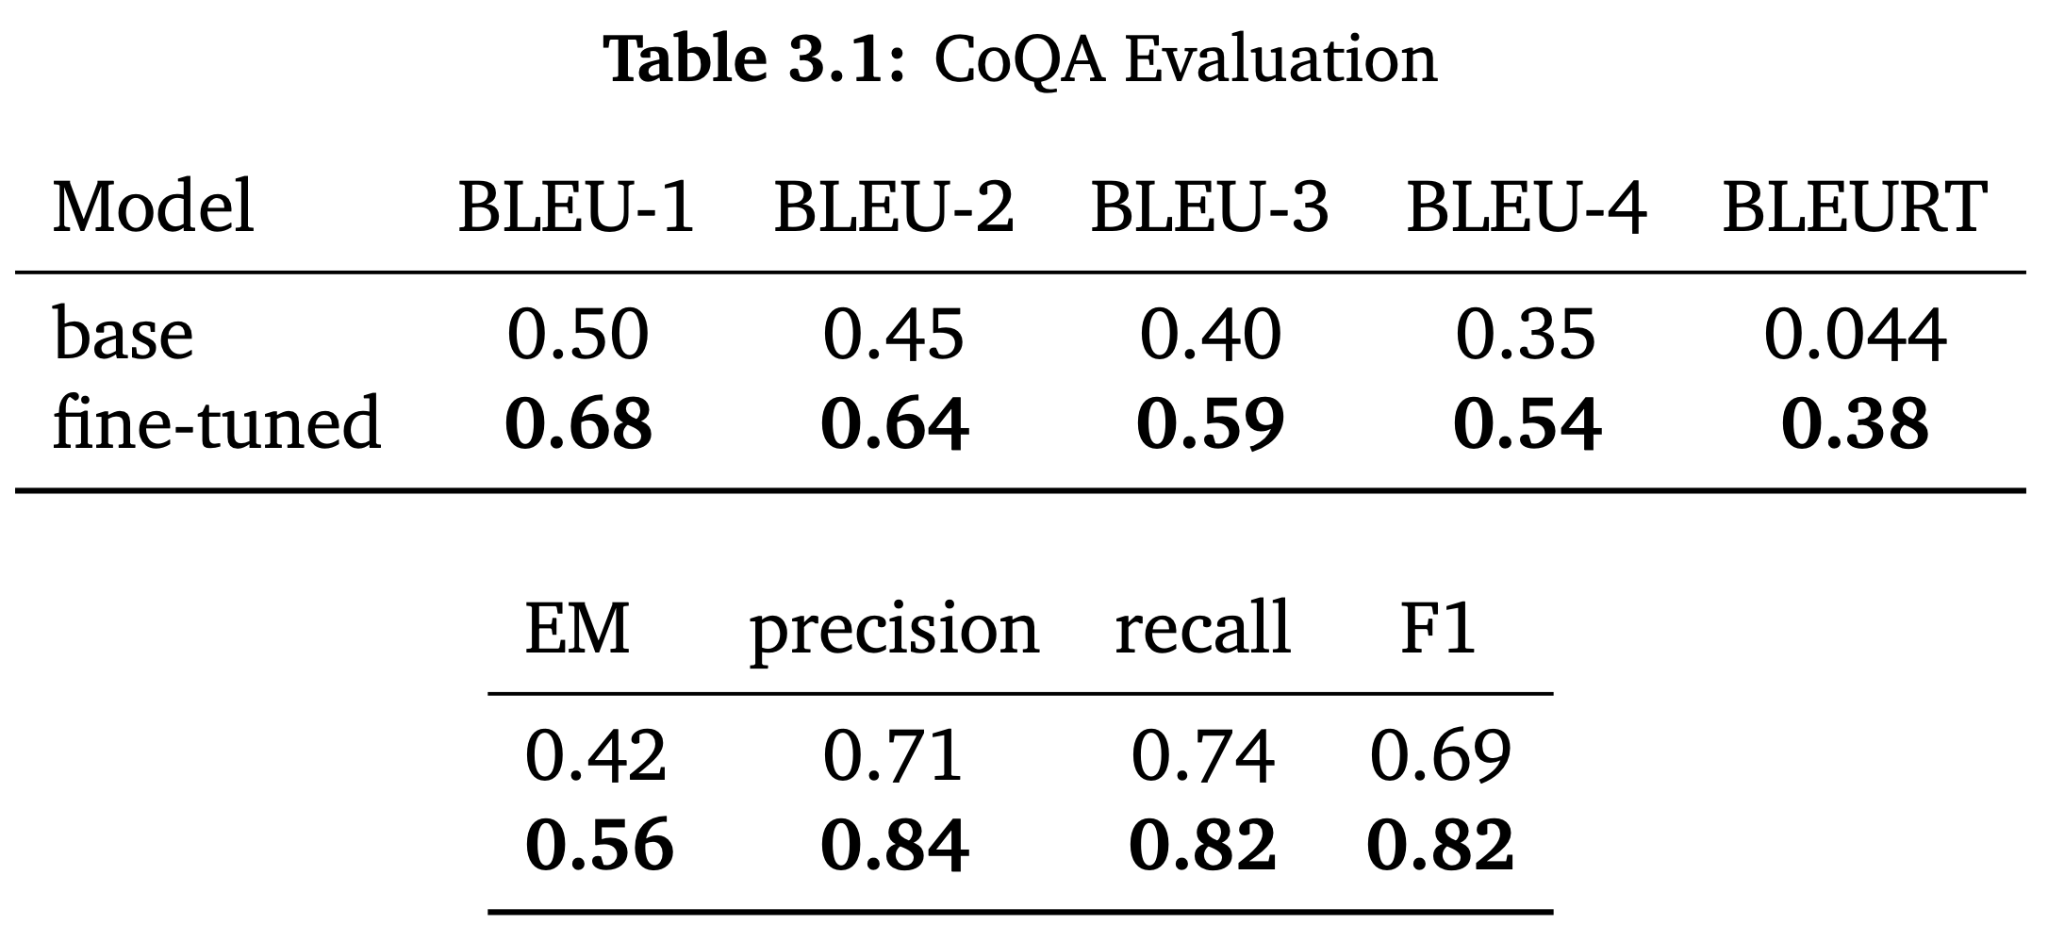 Table 3.1: CoQA Evaluation
Model BLEU-1 BLEU-2 BLEU-3 BLEU-4 BLEURT
base 0.50 0.45 0.40 0.35 0.044
fine-tuned 0.68 0.64 0.59 0.54 0.38
EM precision recall F1
0.42 0.71 0.74 0.69
0.56 0.84 0.82 0.82